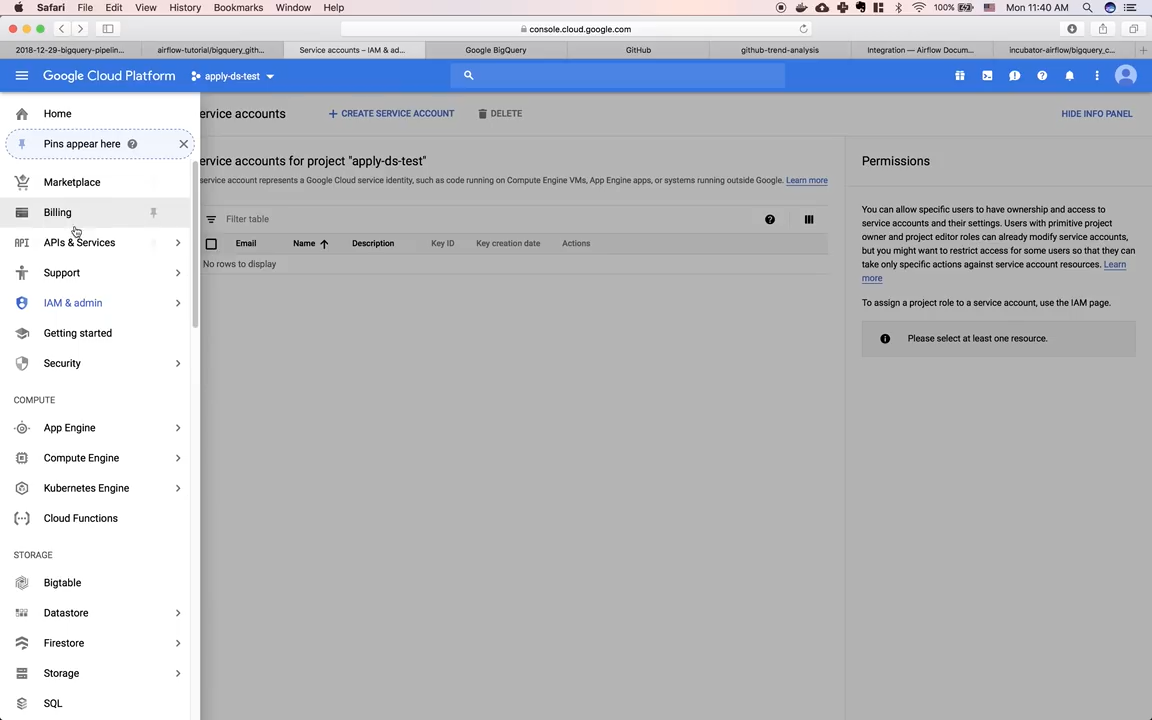 Safari File Edit View History Bookmarks Window Help 100% Mon 11:40 AM
console.cloud.google.com
2018-12-29-bigquery-pipelin... airflow-tutorial/bigquery_gith... Service accounts – IAM & ad... Google BigQuery GitHub github-trend-analysis Integration — Airflow Docum... incubator-airflow/bigquery_c...
Google Cloud Platform apply-ds-test
Home
ervice accounts CREATE SERVICE ACCOUNT DELETE HIDE INFO PANEL
Pins appear here
Marketplace
Billing
API APIs & Services
Support
IAM & admin
Getting started
Security
COMPUTE
App Engine
Compute Engine
Kubernetes Engine
Cloud Functions
STORAGE
Bigtable
Datastore
Firestore
Storage
SQL
ervice accounts for project "apply-ds-test"
service account represents a Google Cloud service identity, such as code running on Compute Engine VMs, App Engine apps, or systems running outside Google. Learn more
Filter table
Email Name Description Key ID Key creation date Actions
No rows to display
Permissions
You can allow specific users to have ownership and access to
service accounts and their settings. Users with primitive project
owner and project editor roles can already modify service accounts,
but you might want to restrict access for some users so that they can
take only specific actions against service account resources. Learn
more
To assign a project role to a service account, use the IAM page.
Please select at least one resource.